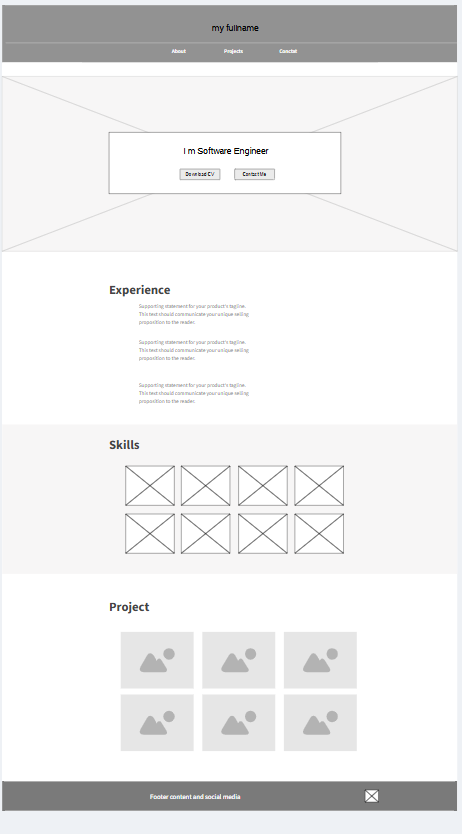 my fullname
About Projects Conctat
I m Software Engineer
Download CV Contact Me
Experience
Supporting statement for your product's tagline.
This text should communicate your unique selling
proposition to the reader.
Supporting statement for your product's tagline.
This text should communicate your unique selling
proposition to the reader.
Supporting statement for your product's tagline.
This text should communicate your unique selling
proposition to the reader.
Skills
Project
Footer content and social media